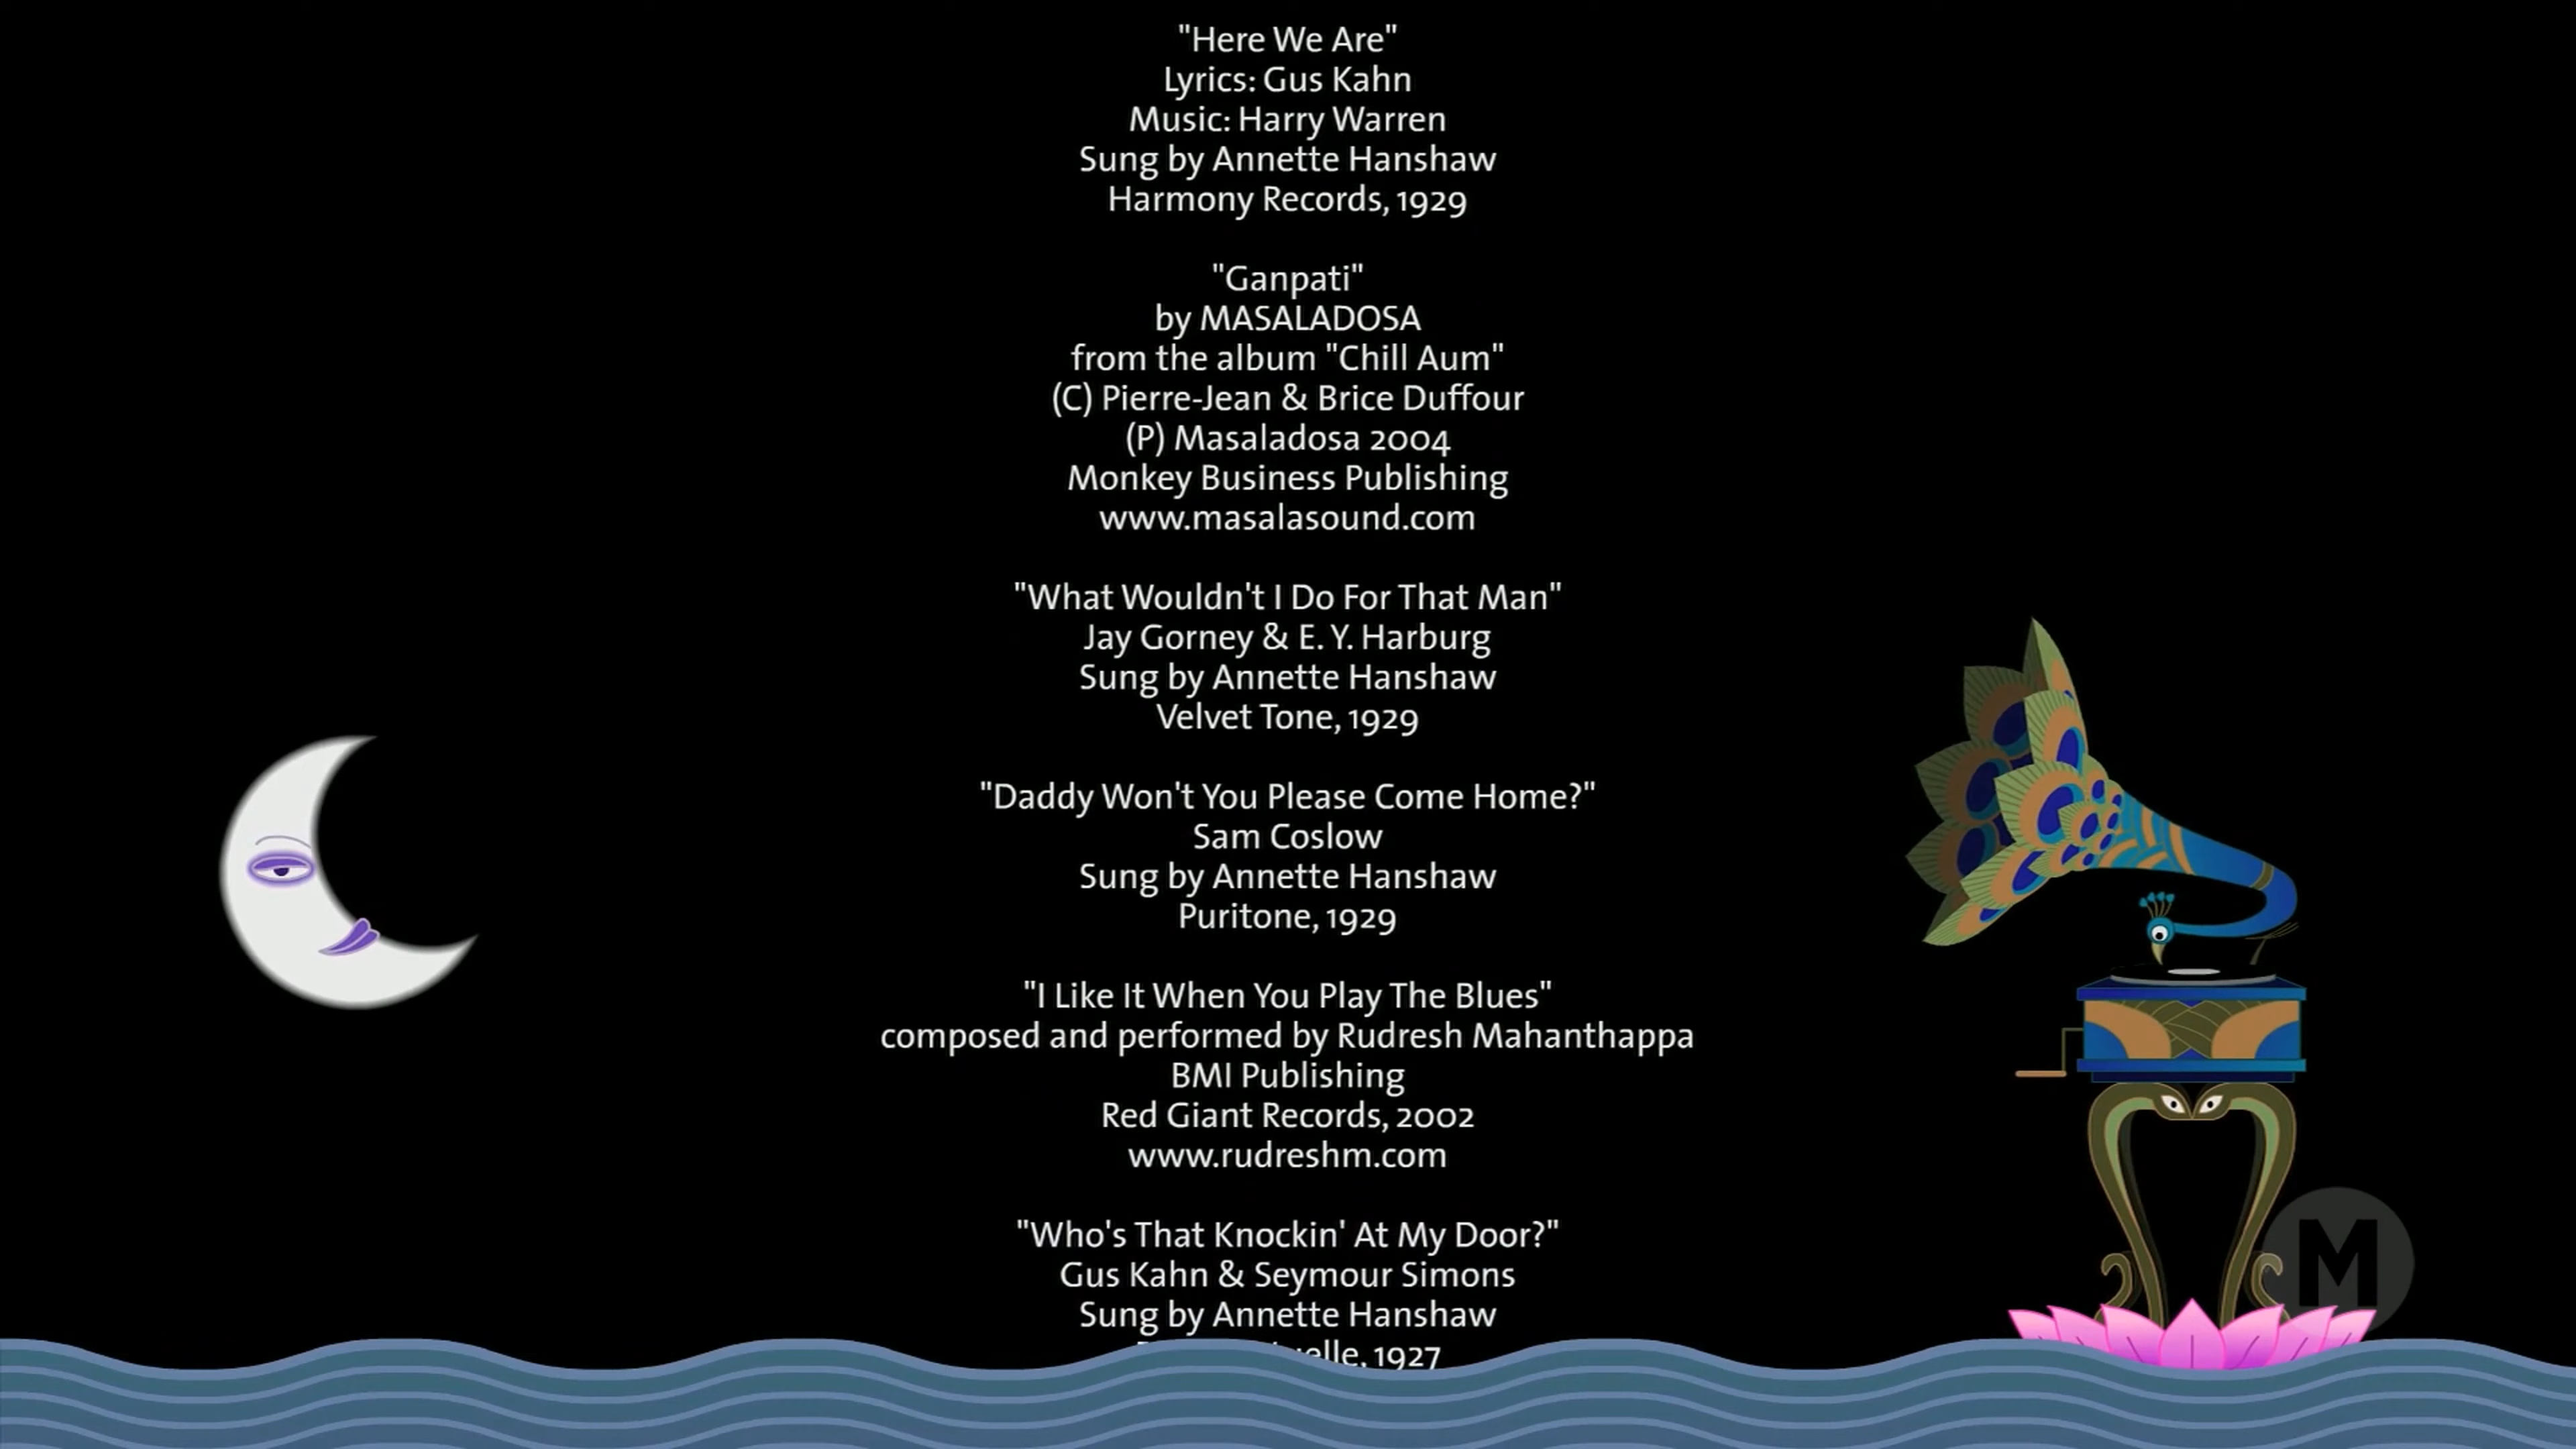 "Here We Are"
Lyrics: Gus Kahn
Music: Harry Warren
Sung by Annette Hanshaw
Harmony Records, 1929
"Ganpati"
by MASALADOSA
from the album "Chill Aum"
(C) Pierre-Jean & Brice Duffour
(P) Masaladosa 2004
Monkey Business Publishing
www.masalasound.com
"What Wouldn't I Do For That Man"
Jay Gorney & E. Y. Harburg
Sung by Annette Hanshaw
Velvet Tone, 1929
"Daddy Won't You Please Come Home?"
Sam Coslow
Sung by Annette Hanshaw
Puritone, 1929
"I Like It When You Play The Blues"
composed and performed by Rudresh Mahanthappa
BMI Publishing
Red Giant Records, 2002
www.rudreshm.com
"Who's That Knockin' At My Door?"
Gus Kahn & Seymour Simons
Sung by Annette Hanshaw
1927
M